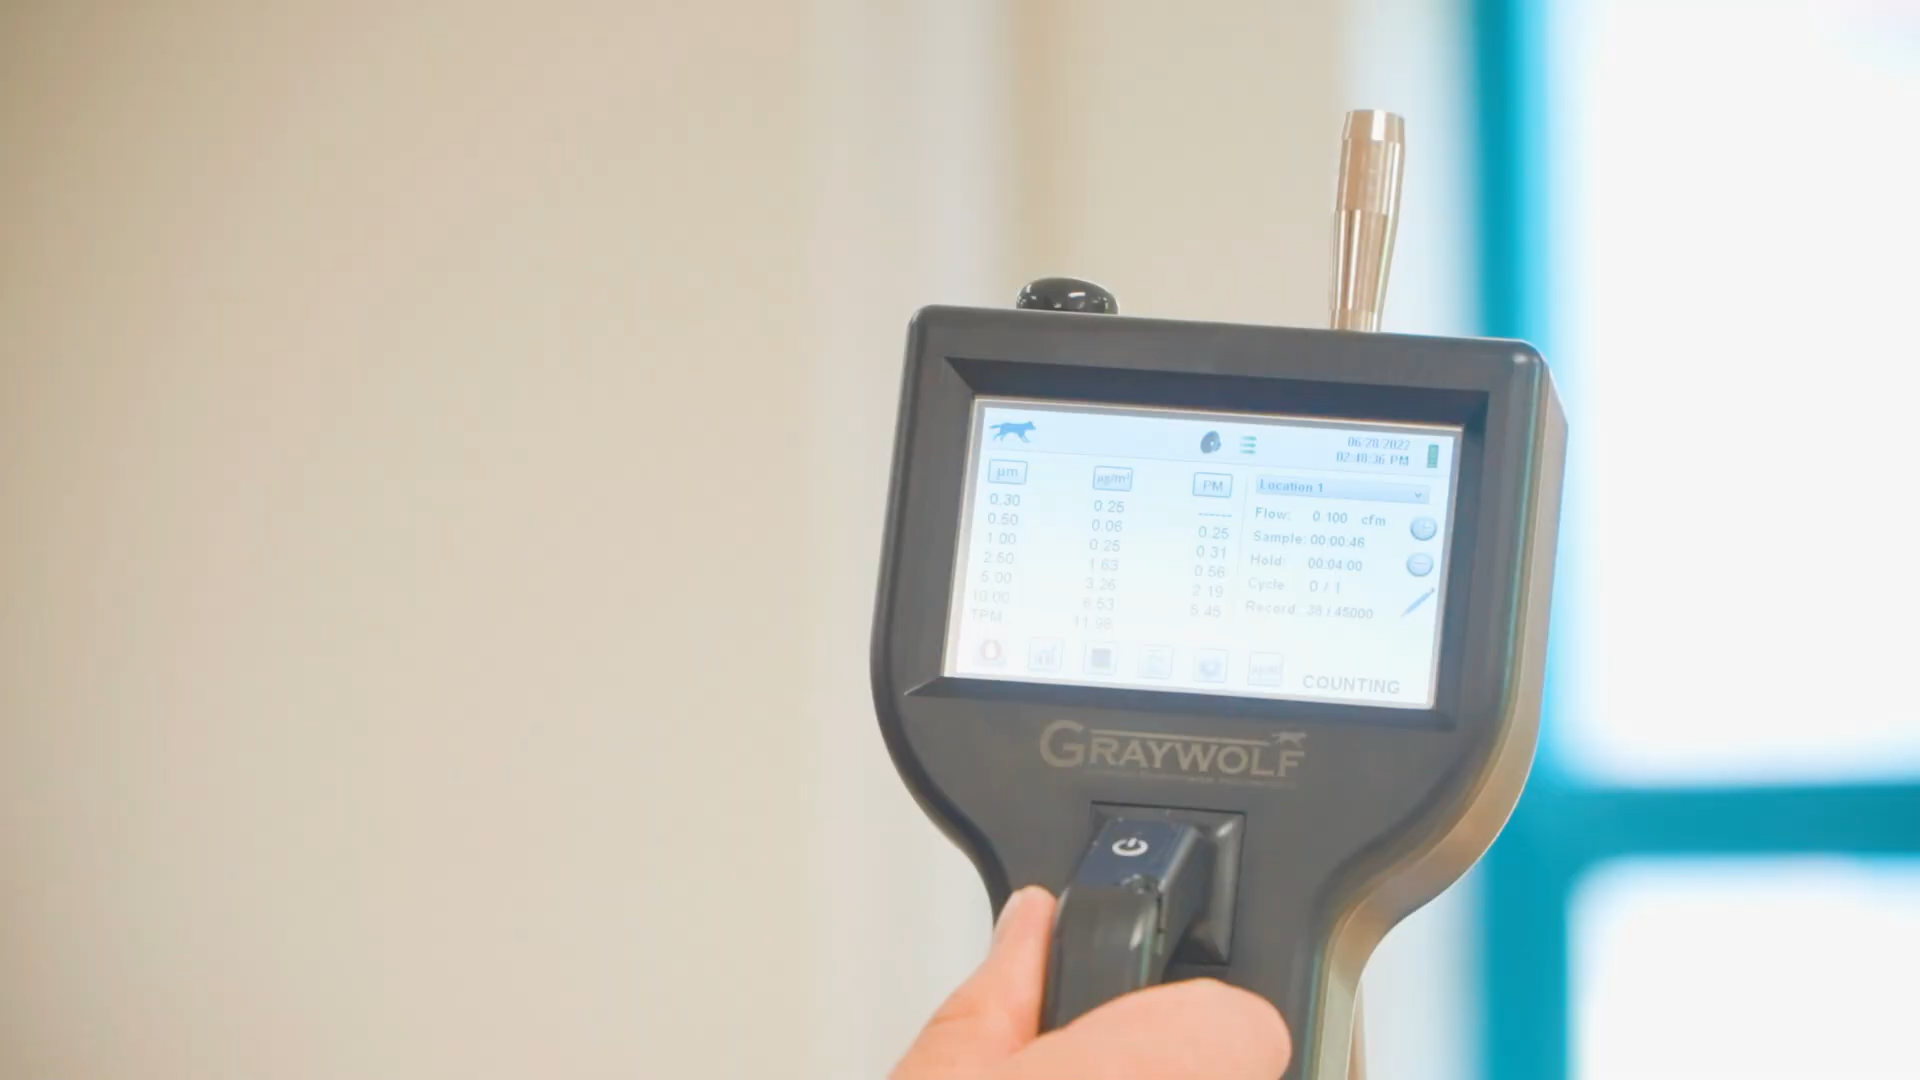 06/28/2022
02:48:36 PM
µm µg/m³ PM
Location 1
0.30 0.25 ------
0.50 0.06 0.25
1.00 0.25 0.31
2.50 1.63 0.56
5.00 3.26 2.19
10.00 6.53 5.45
TPM 11.98
Flow: 0.100 cfm
Sample: 00:00:46
Hold: 00:04:00
Cycle 0 / 1
Record: 38 / 45000
COUNTING
GRAYWOLF